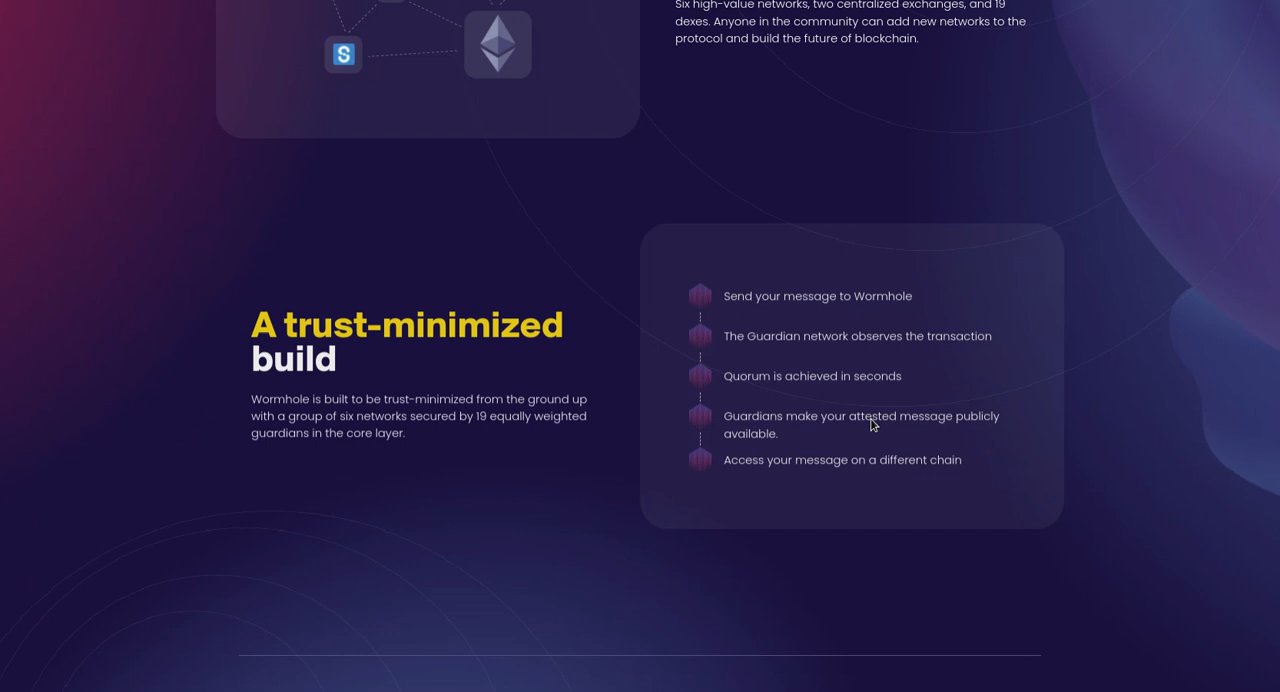 Six high-value networks, two centralized exchanges, and 19
dexes. Anyone in the community can add new networks to the
protocol and build the future of blockchain.
A trust-minimized
build
Wormhole is built to be trust-minimized from the ground up
with a group of six networks secured by 19 equally weighted
guardians in the core layer.
Send your message to Wormhole
The Guardian network observes the transaction
Quorum is achieved in seconds
Guardians make your attested message publicly
available.
Access your message on a different chain